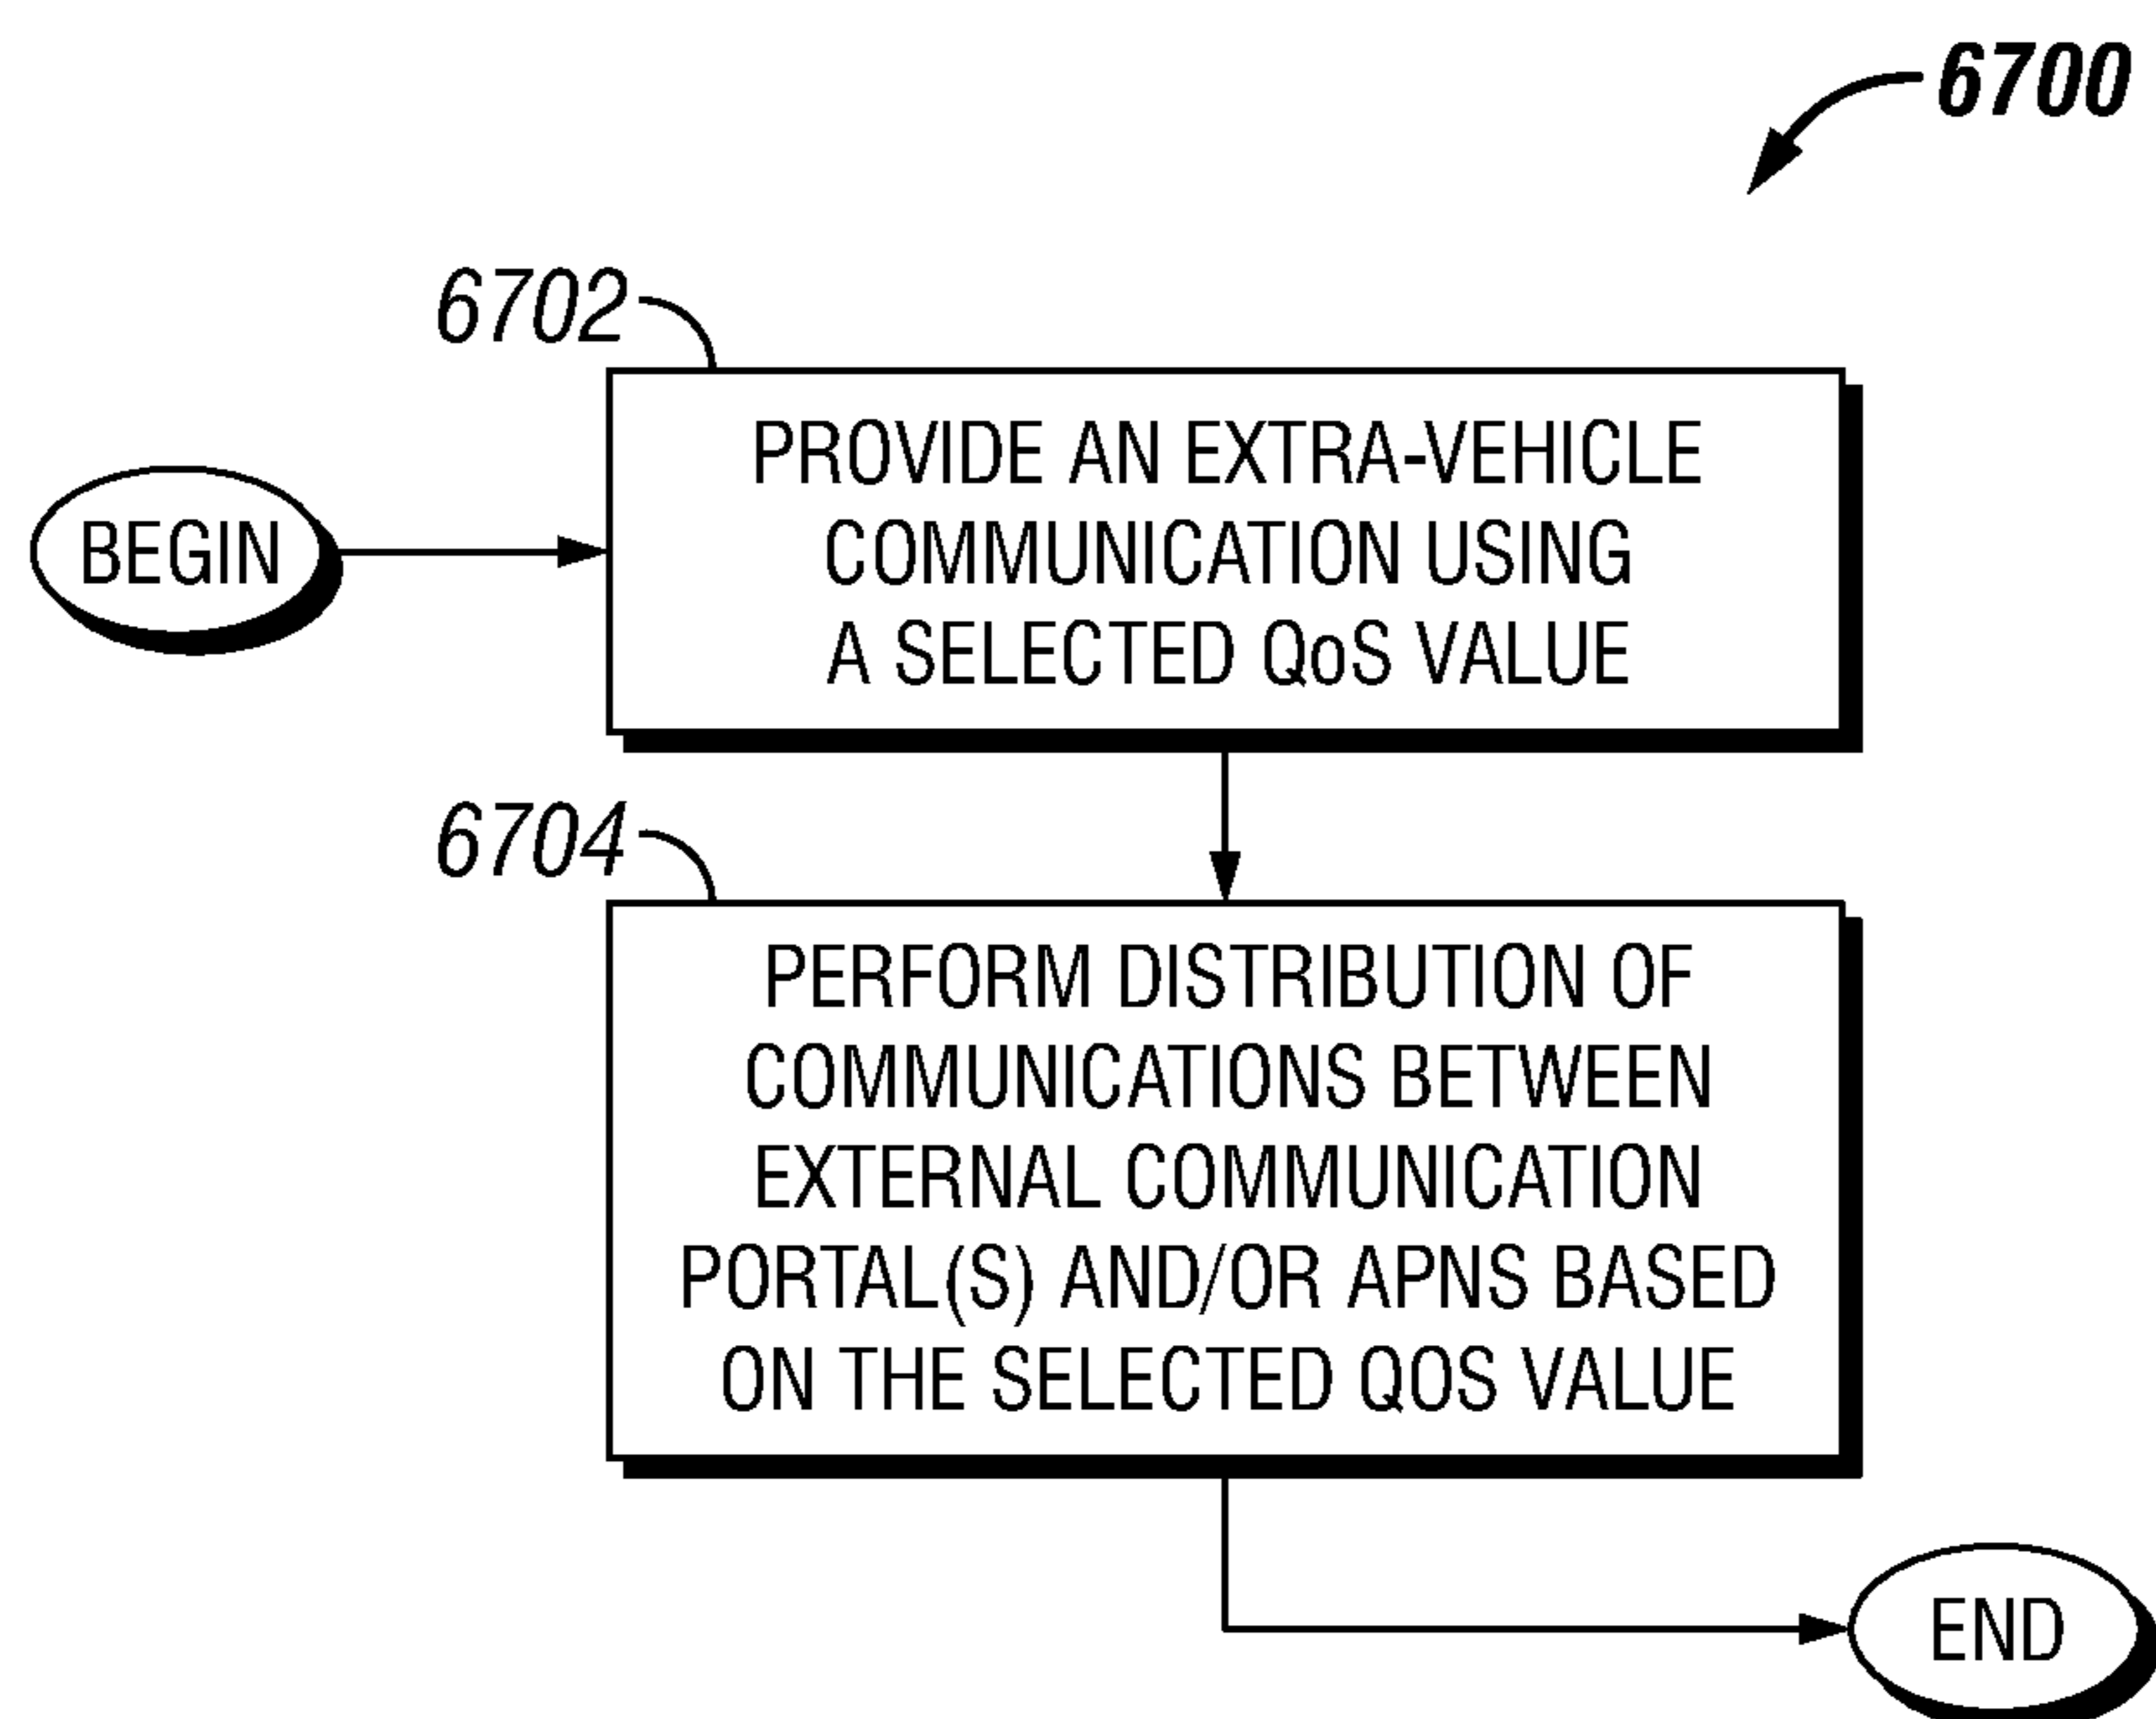 6700
6702
PROVIDE AN EXTRA-VEHICLE
COMMUNICATION USING
A SELECTED QoS VALUE
BEGIN
6704
PERFORM DISTRIBUTION OF
COMMUNICATIONS BETWEEN
EXTERNAL COMMUNICATION
PORTAL(S) AND/OR APNS BASED
ON THE SELECTED QOS VALUE
END